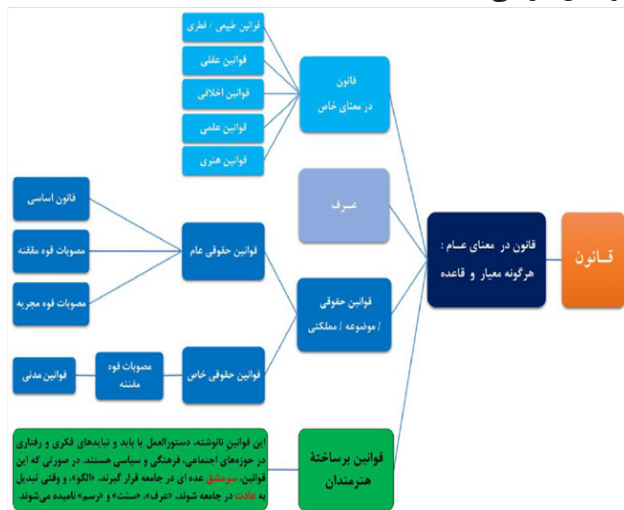 قـانون
قانون در معنای عـام :
هرگونه معیار و قاعده
قانون
در معنای خاص
قوانین طبیعی / فطری
قوانین عقلی
قوانین اخلاقی
قوانین علمی
قوانین هنری
عـرف
قوانین حقوقی
/ موضوعه / مملکتی
قوانین حقوقی عام
قانون اساسی
مصوبات قوه مقننه
مصوبات قوه مجریه
قوانین حقوقی خاص
مصوبات قوه
مقننه
قوانین مدنی
قوانین برساختهٔ
هنرمندان
این قوانین نانوشته، دستورالعمل یا باید و نبایدهای فکری و رفتاری
در حوزه‌های اجتماعی، فرهنگی و سیاسی هستند. در صورتی که این
قوانین، سرمشق عده ای در جامعه قرار گیرند، «الگو»، و وقتی تبدیل
به عادت در جامعه شوند، «عرف»، «سنت» و «رسم» نامیده می‌شوند.